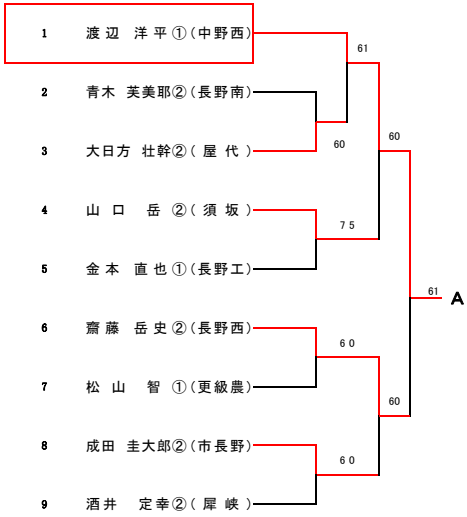 1 渡辺 洋平①(中野西)
61
2 青木 芙美耶②(長野南)
60
60
3 大日方 壮幹②(屋代)
4 山口 岳②(須坂)
75
5 金本 直也①(長野工)
61 A
6 齋藤 岳史②(長野西)
60
7 松山 智①(更級農)
60
8 成田 圭大郎②(市長野)
60
9 酒井 定幸②(犀峡)